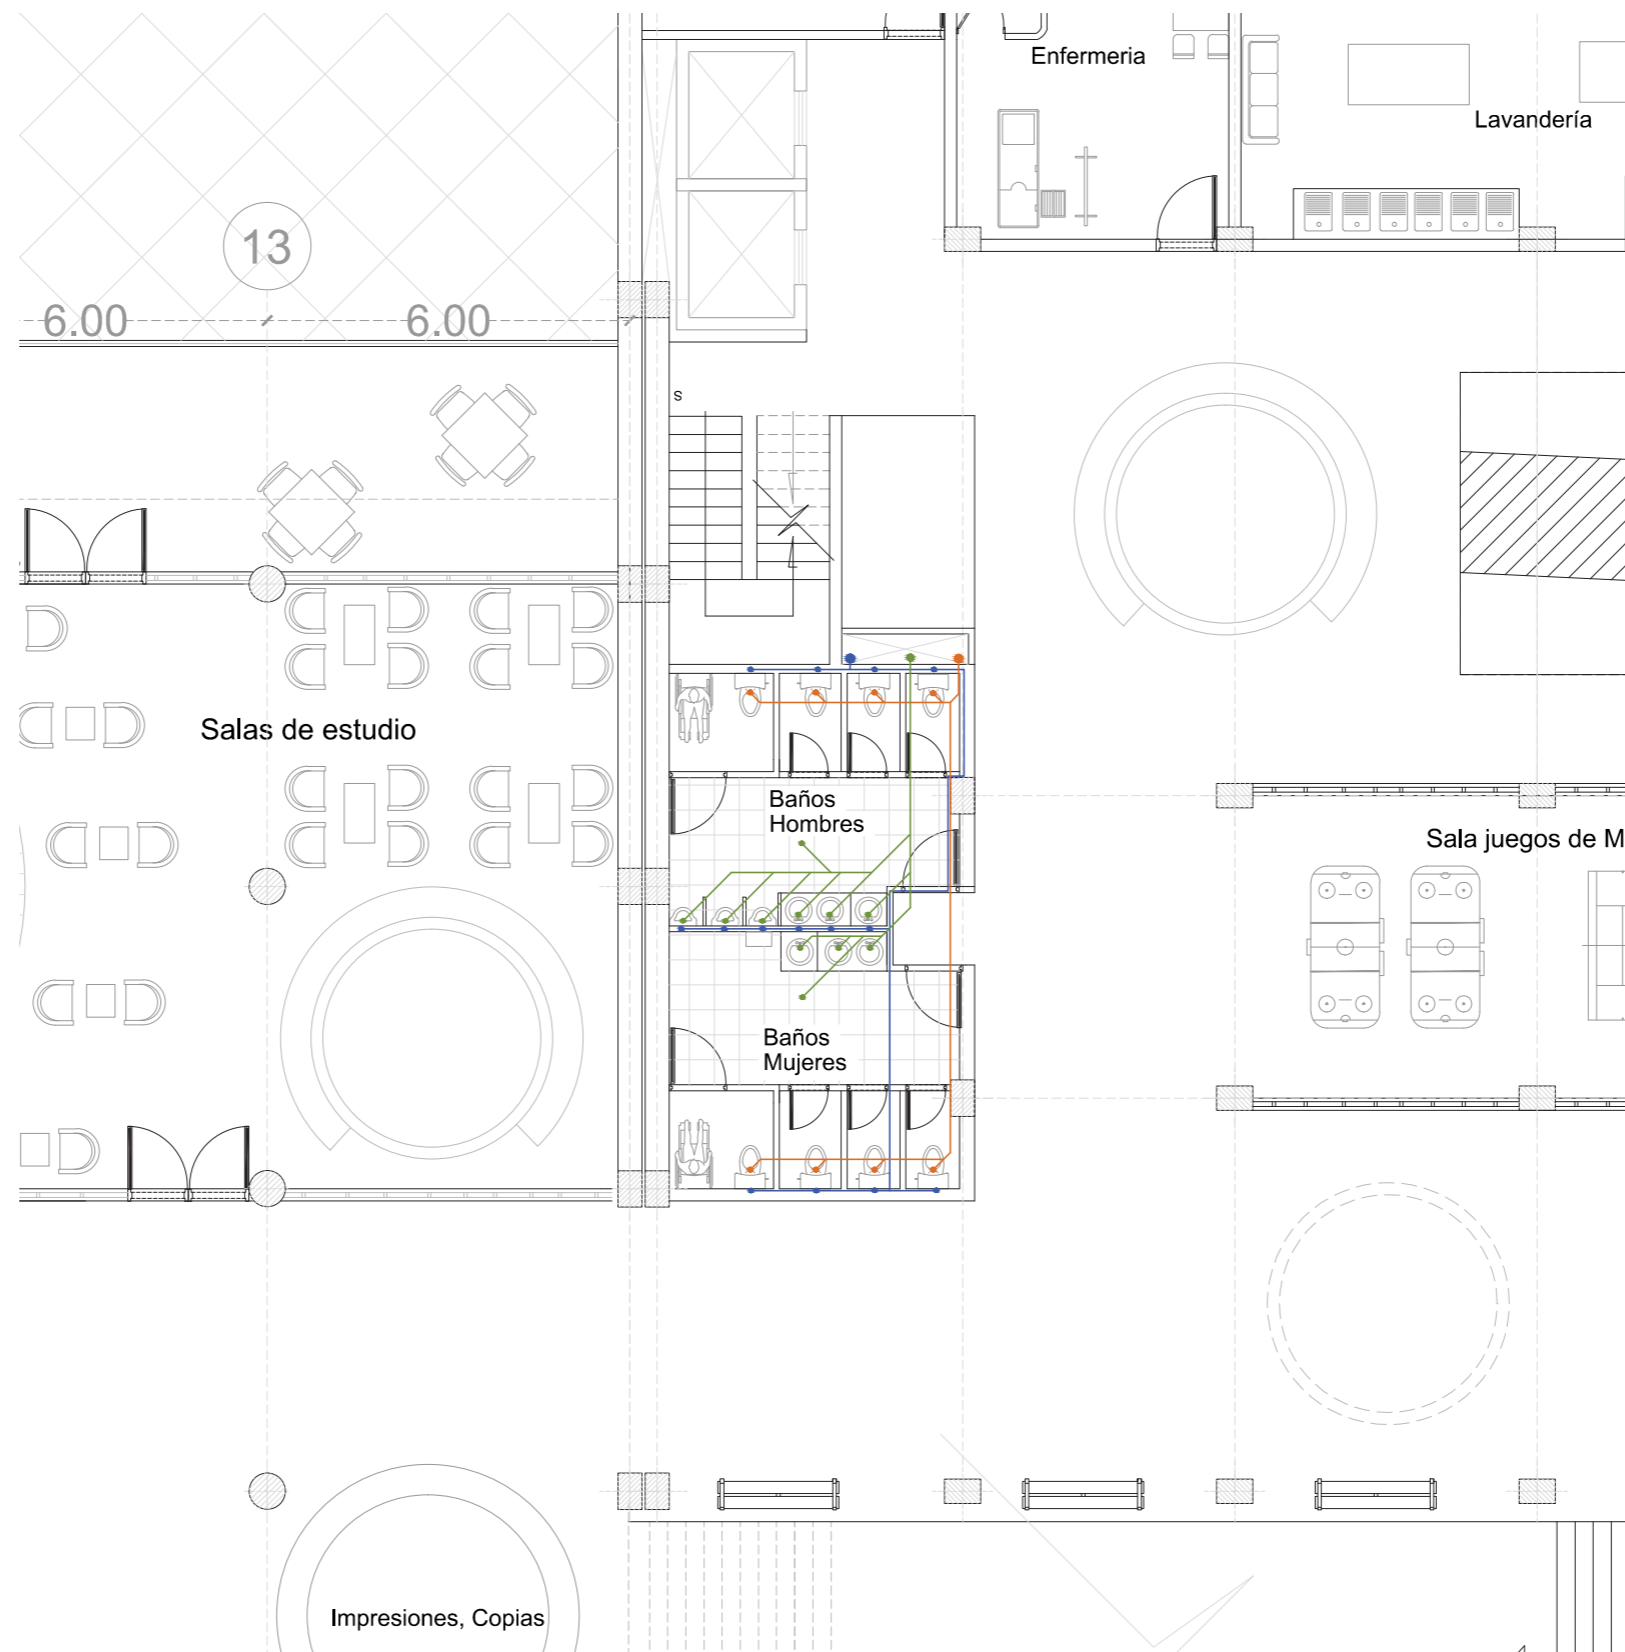 Enfermeria
Lavandería
13
6.00
6.00
S
Salas de estudio
Baños
Hombres
Sala juegos de M
Baños
Mujeres
Impresiones, Copias